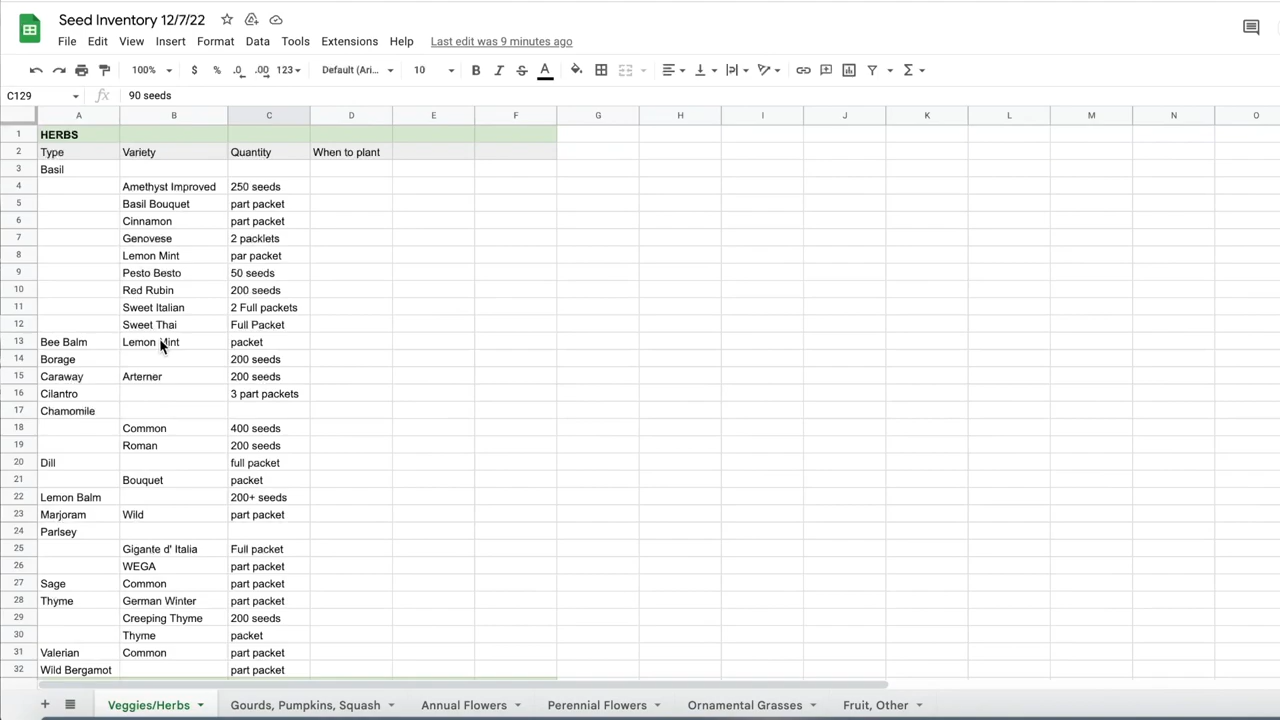 Seed Inventory 12/7/22
File Edit View Insert Format Data Tools Extensions Help Last edit was 9 minutes ago
100% $ % .0 .00 123 Default (Ari... 10 B I S A
C129 fx 90 seeds
A B C D E F G H I J K L M N O
1 HERBS
2 Type Variety Quantity When to plant
3 Basil
4 Amethyst Improved 250 seeds
5 Basil Bouquet part packet
6 Cinnamon part packet
7 Genovese 2 packlets
8 Lemon Mint par packet
9 Pesto Besto 50 seeds
10 Red Rubin 200 seeds
11 Sweet Italian 2 Full packets
12 Sweet Thai Full Packet
13 Bee Balm Lemon Mint packet
14 Borage 200 seeds
15 Caraway Arterner 200 seeds
16 Cilantro 3 part packets
17 Chamomile
18 Common 400 seeds
19 Roman 200 seeds
20 Dill full packet
21 Bouquet packet
22 Lemon Balm 200+ seeds
23 Marjoram Wild part packet
24 Parlsey
25 Gigante d' Italia Full packet
26 WEGA part packet
27 Sage Common part packet
28 Thyme German Winter part packet
29 Creeping Thyme 200 seeds
30 Thyme packet
31 Valerian Common part packet
32 Wild Bergamot part packet
Veggies/Herbs Gourds, Pumpkins, Squash Annual Flowers Perennial Flowers Ornamental Grasses Fruit, Other